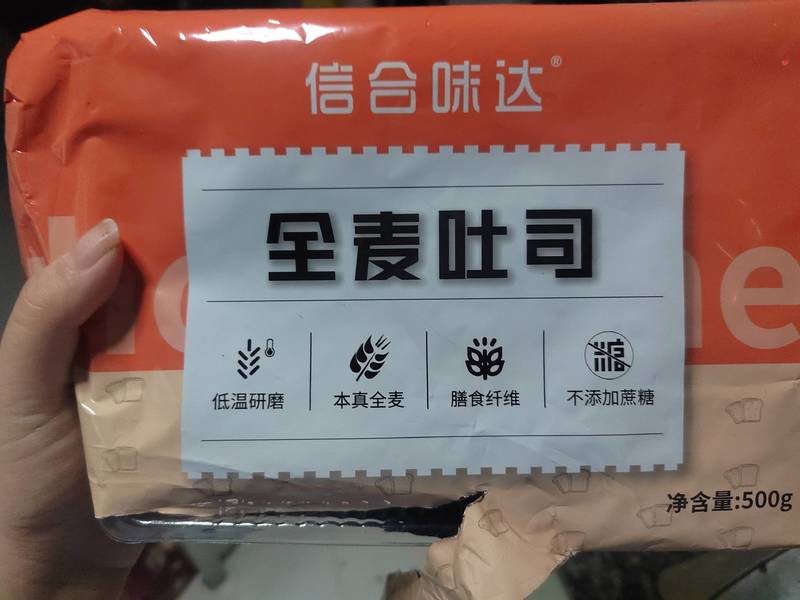 信合味达®
全麦吐司
低温研磨 本真全麦 膳食纤维 不添加蔗糖
净含量:500g